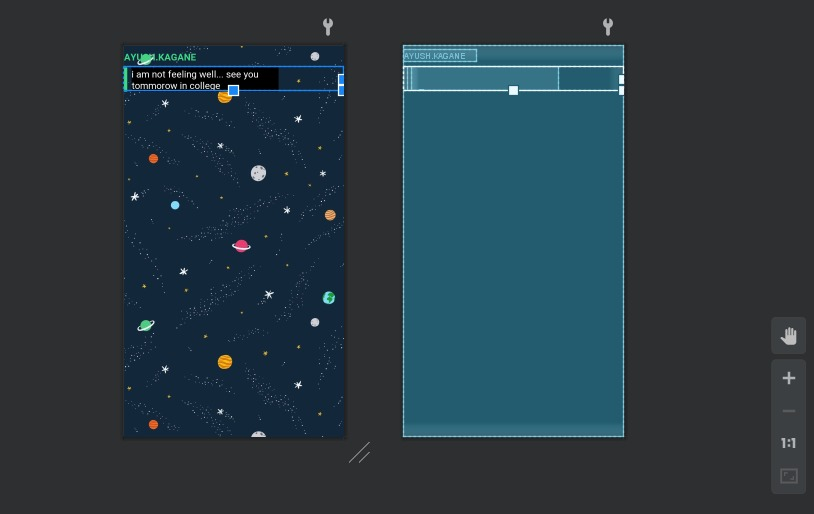 AYUSH.KAGANE
i am not feeling well... see you
tommorow in college
AYUSH.KAGANE
1:1